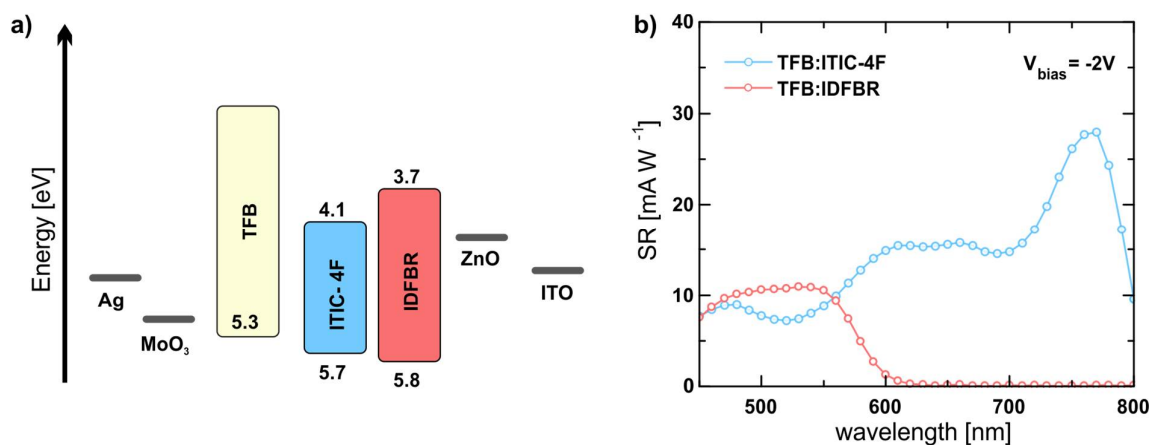 a)
Energy [eV]
Ag
MoO₃
TFB
5.3
4.1
ITIC- 4F
5.7
3.7
IDFBR
5.8
ZnO
ITO
b)
40
30
20
10
0
SR [mA W⁻¹]
TFB:ITIC-4F
TFB:IDFBR
V_bias = -2V
500
600
700
800
wavelength [nm]